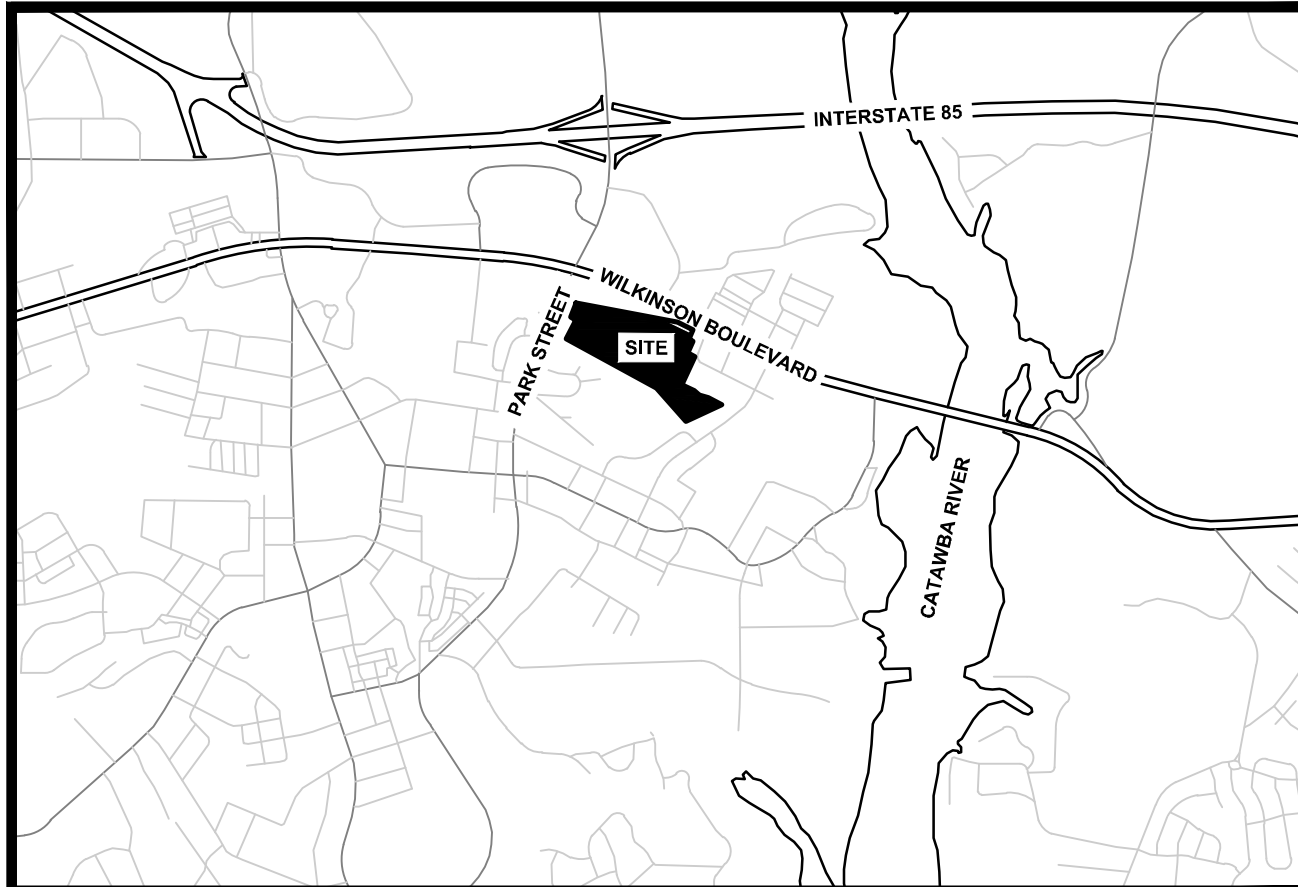 INTERSTATE 85
WILKINSON BOULEVARD
PARK STREET
SITE
CATAWBA RIVER